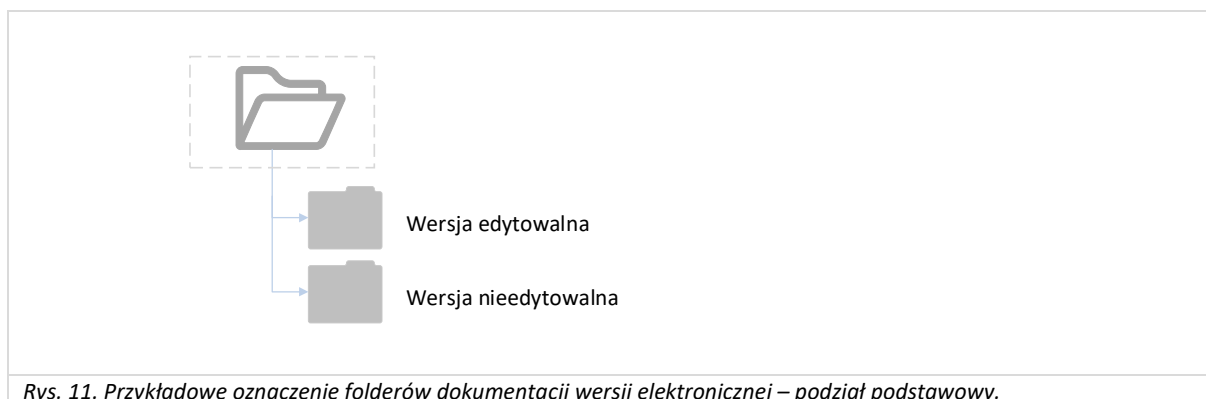 Wersja edytowalna
Wersja nieedytowalna
Rys. 11. Przykładowe oznaczenie folderów dokumentacji wersji elektronicznej – podział podstawowy.